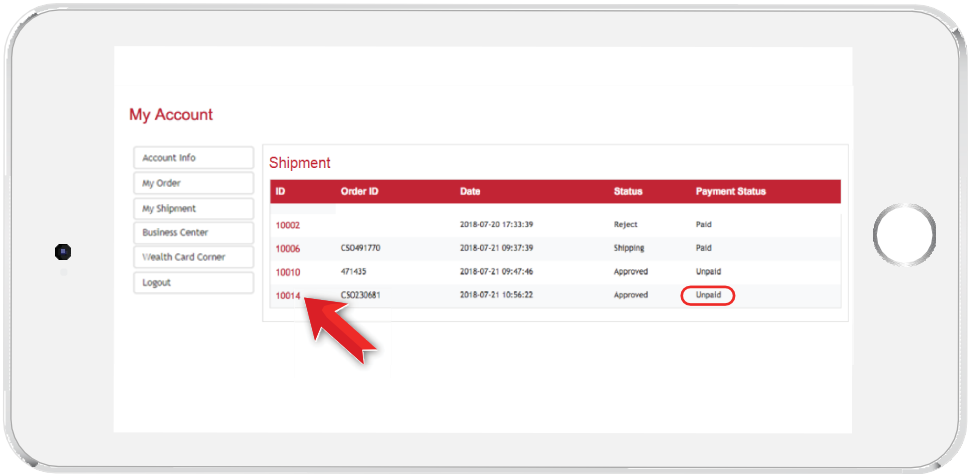 My Account
Account Info
My Order
My Shipment
Business Center
Wealth Card Corner
Logout
Shipment
ID Order ID Date Status Payment Status
10002 2018-07-20 17:33:39 Reject Paid
10006 CSO491770 2018-07-21 09:37:39 Shipping Paid
10010 471435 2018-07-21 09:47:46 Approved Unpaid
10014 CSO230681 2018-07-21 10:56:22 Approved Unpaid